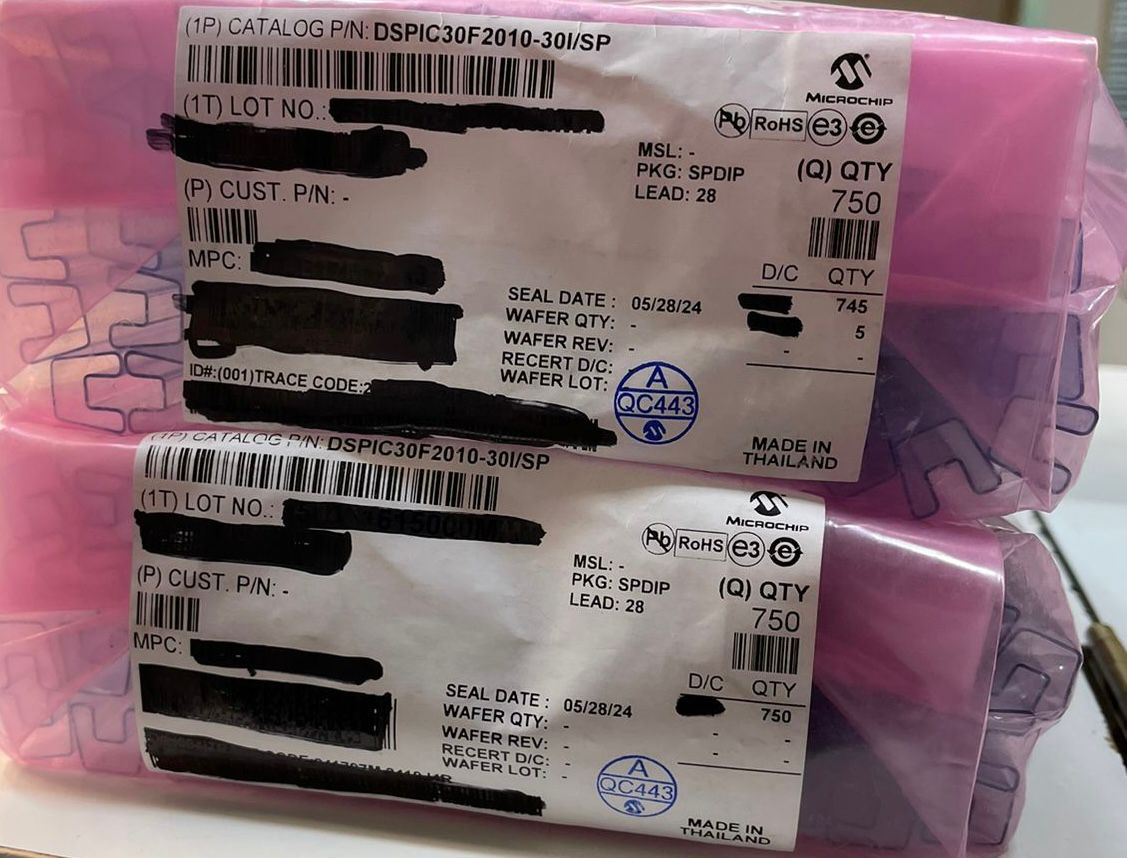 (1P) CATALOG P/N: DSPIC30F2010-30I/SP
MICROCHIP
(1T) LOT NO.:
Pb RoHS e3 e
MSL: -
PKG: SPDIP
LEAD: 28
(Q) QTY
750
(P) CUST. P/N: -
MPC:
D/C QTY
745
5
- -
SEAL DATE : 05/28/24
WAFER QTY: -
WAFER REV: -
RECERT D/C:
WAFER LOT:
ID#:(001)TRACE CODE:2
A
QC443
MADE IN
THAILAND
(1P) CATALOG P/N: DSPIC30F2010-30I/SP
MICROCHIP
(1T) LOT NO.:
Pb RoHS e3 e
MSL: -
PKG: SPDIP
LEAD: 28
(Q) QTY
750
(P) CUST. P/N: -
MPC:
D/C QTY
750
- -
- -
SEAL DATE : 05/28/24
WAFER QTY: -
WAFER REV: -
RECERT D/C: -
WAFER LOT: -
A
QC443
MADE IN
THAILAND